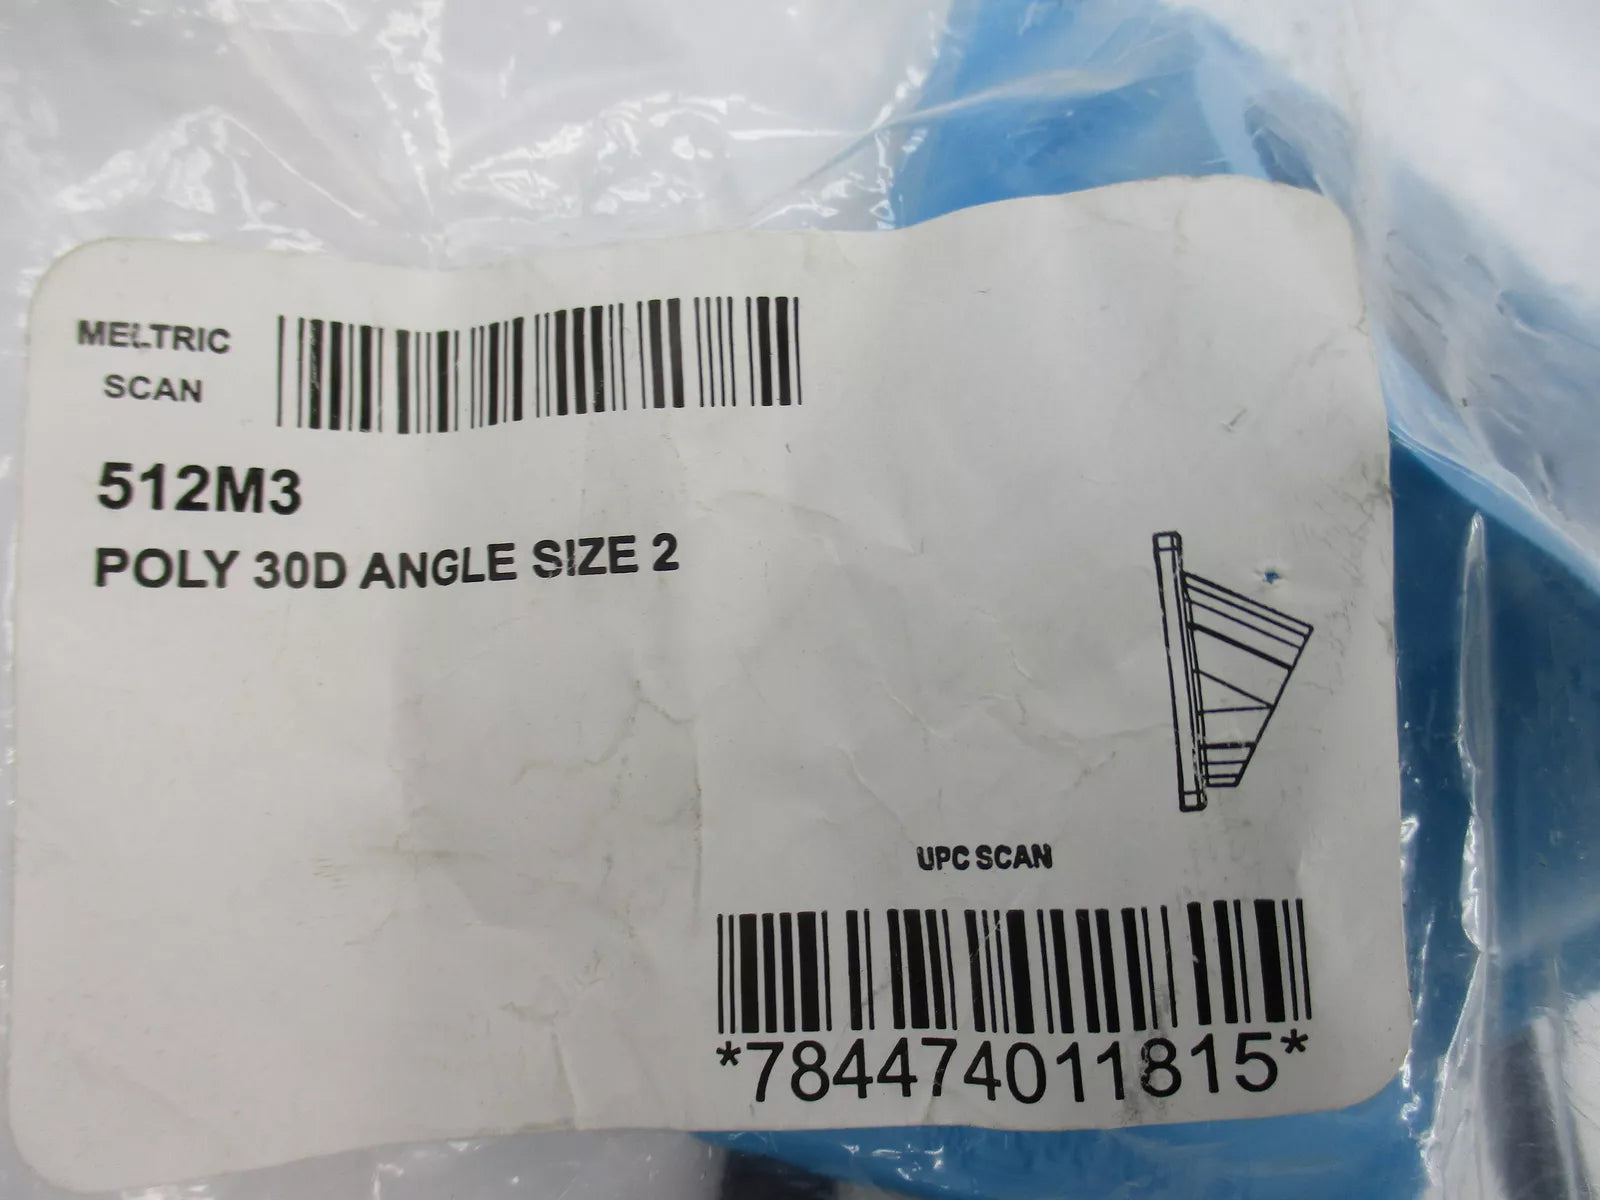 MELTRIC
SCAN
512M3
POLY 30D ANGLE SIZE 2
UPC SCAN
*784474011815*